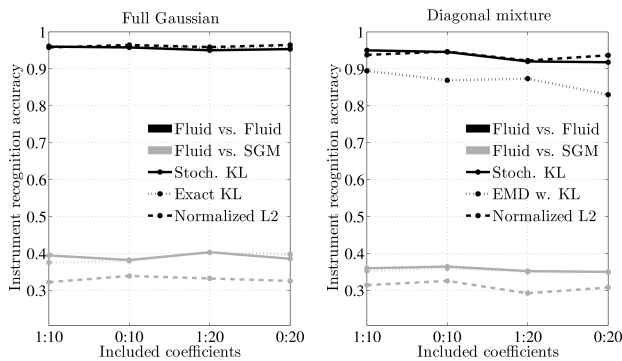 Full Gaussian
Instrument recognition accuracy
1
0.9
0.8
0.7
0.6
0.5
0.4
0.3
Fluid vs. Fluid
Fluid vs. SGM
Stoch. KL
Exact KL
Normalized L2
1:10
0:10
1:20
0:20
Included coefficients
Diagonal mixture
Instrument recognition accuracy
1
0.9
0.8
0.7
0.6
0.5
0.4
0.3
Fluid vs. Fluid
Fluid vs. SGM
Stoch. KL
EMD w. KL
Normalized L2
1:10
0:10
1:20
0:20
Included coefficients